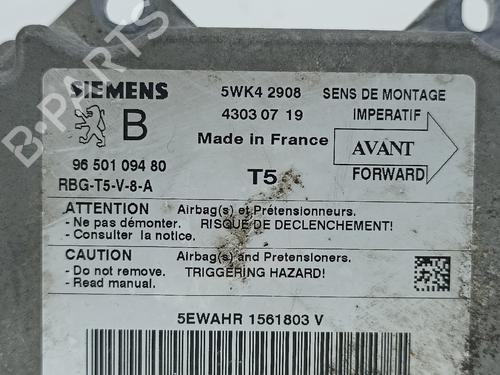 SIEMENS
5WK4 2908
SENS DE MONTAGE
B
4303 07 19
IMPERATIF
Made in France
AVANT
96 501 094 80
T5
FORWARD
RBG-T5-V-8-A
ATTENTION
Airbag(s) et Prétensionneurs.
- Ne pas démonter.
RISQUE DE DECLENCHEMENT!
- Consulter la notice.
CAUTION
Airbag(s) and Pretensioners.
- Do not remove.
TRIGGERING HAZARD!
- Read manual.
5EWAHR 1561803 V
B-PARTS